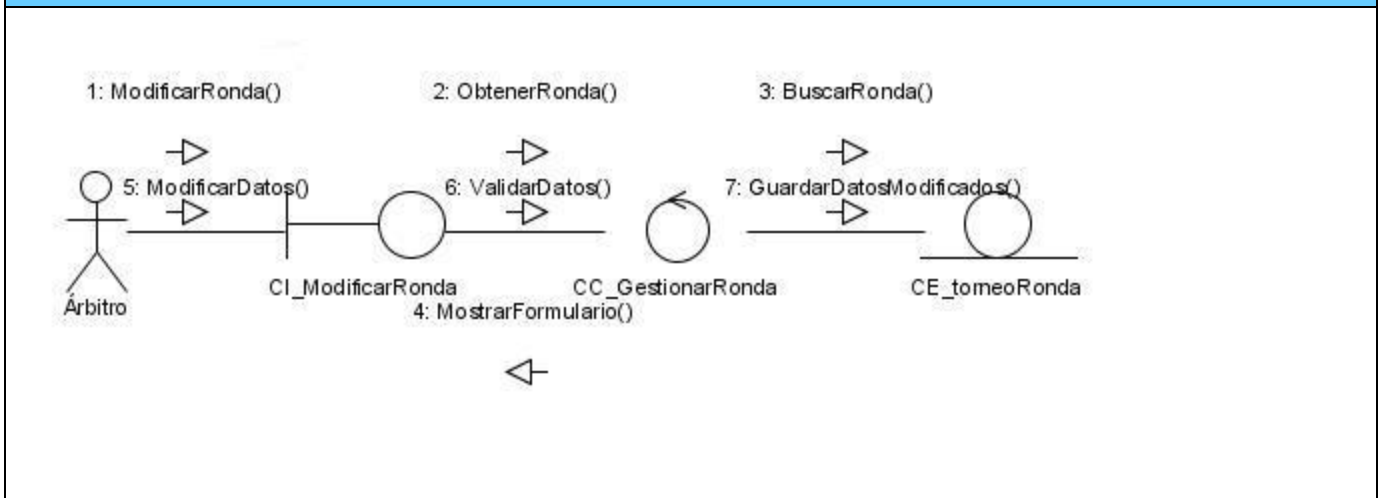 1: ModificarRonda()
2: ObtenerRonda()
3: BuscarRonda()
5: ModificarDatos()
6: ValidarDatos()
7: GuardarDatosModificados()
CI_ModificarRonda
CC_GestionarRonda
CE_torneoRonda
Árbitro
4: MostrarFormulario()